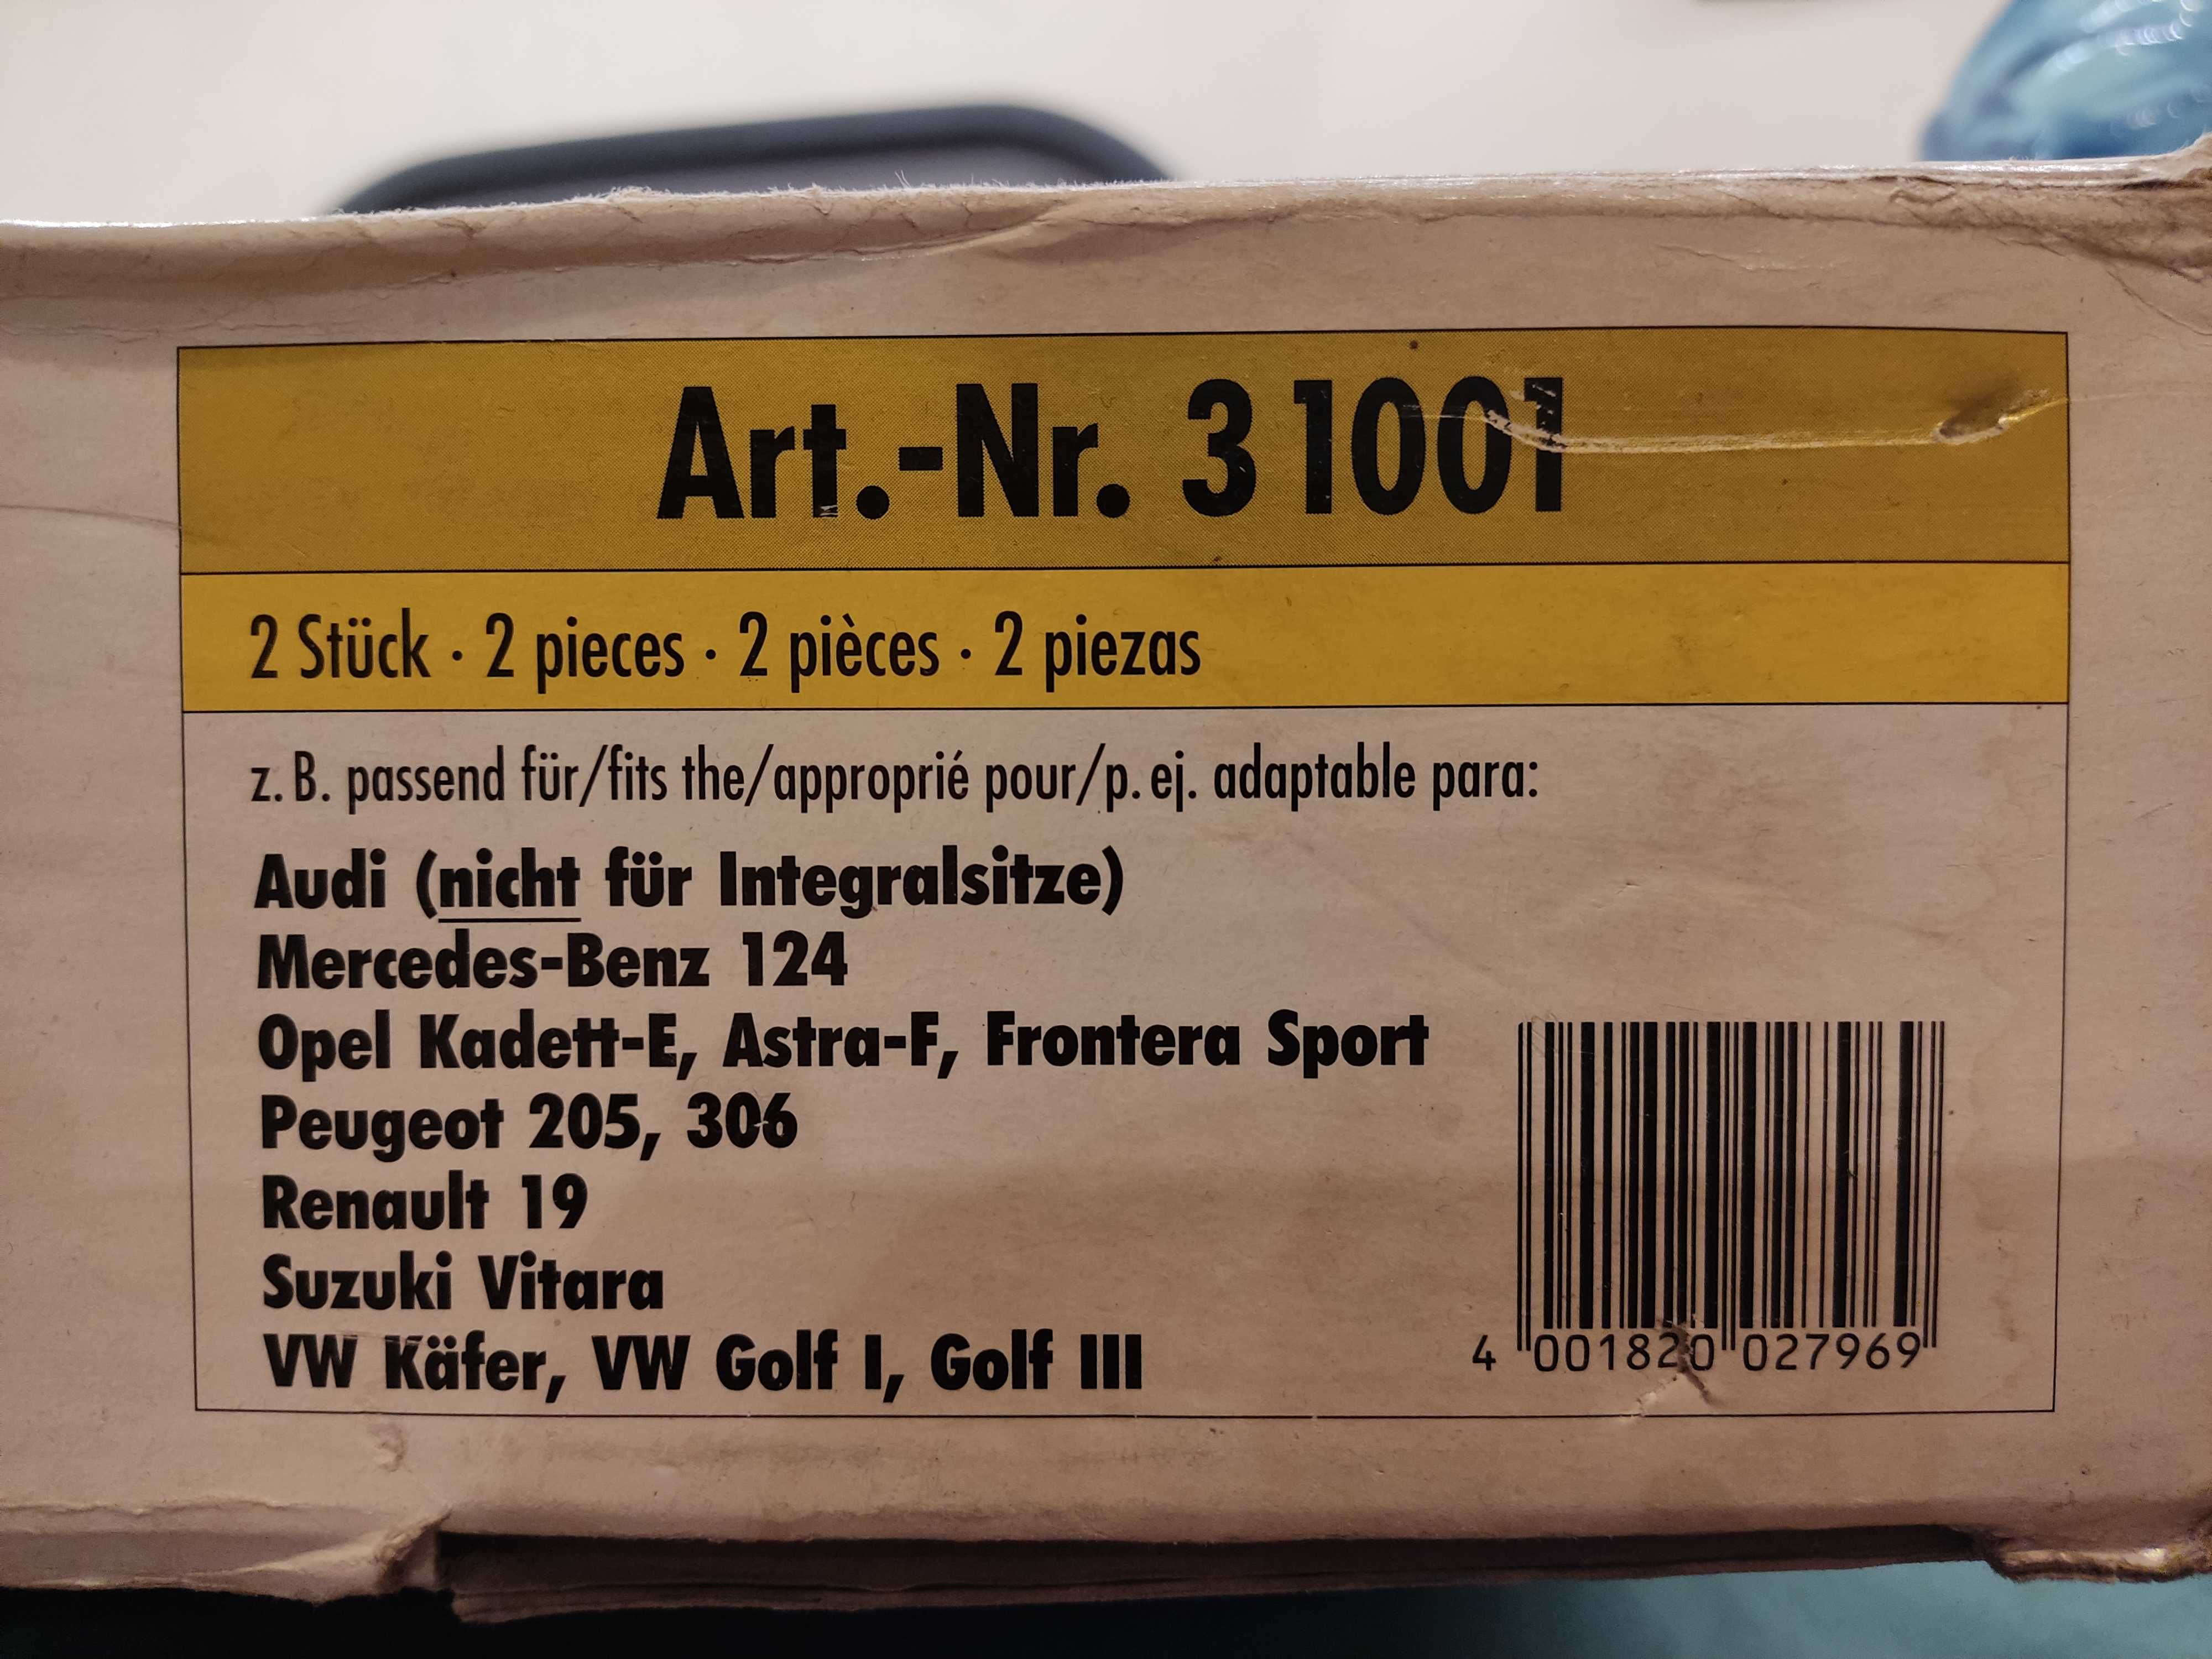 Art.-Nr. 31001
2 Stück · 2 pieces · 2 pièces · 2 piezas
z. B. passend für/fits the/approprié pour/p. ej. adaptable para:
Audi (nicht für Integralsitze)
Mercedes-Benz 124
Opel Kadett-E, Astra-F, Frontera Sport
Peugeot 205, 306
Renault 19
Suzuki Vitara
VW Käfer, VW Golf I, Golf III
4 001820 027969